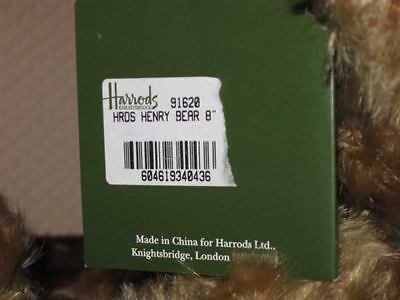 Harrods
KNIGHTSBRIDGE
91620
HRDS HENRY BEAR 8"
604619340436
Made in China for Harrods Ltd.,
Knightsbridge, London